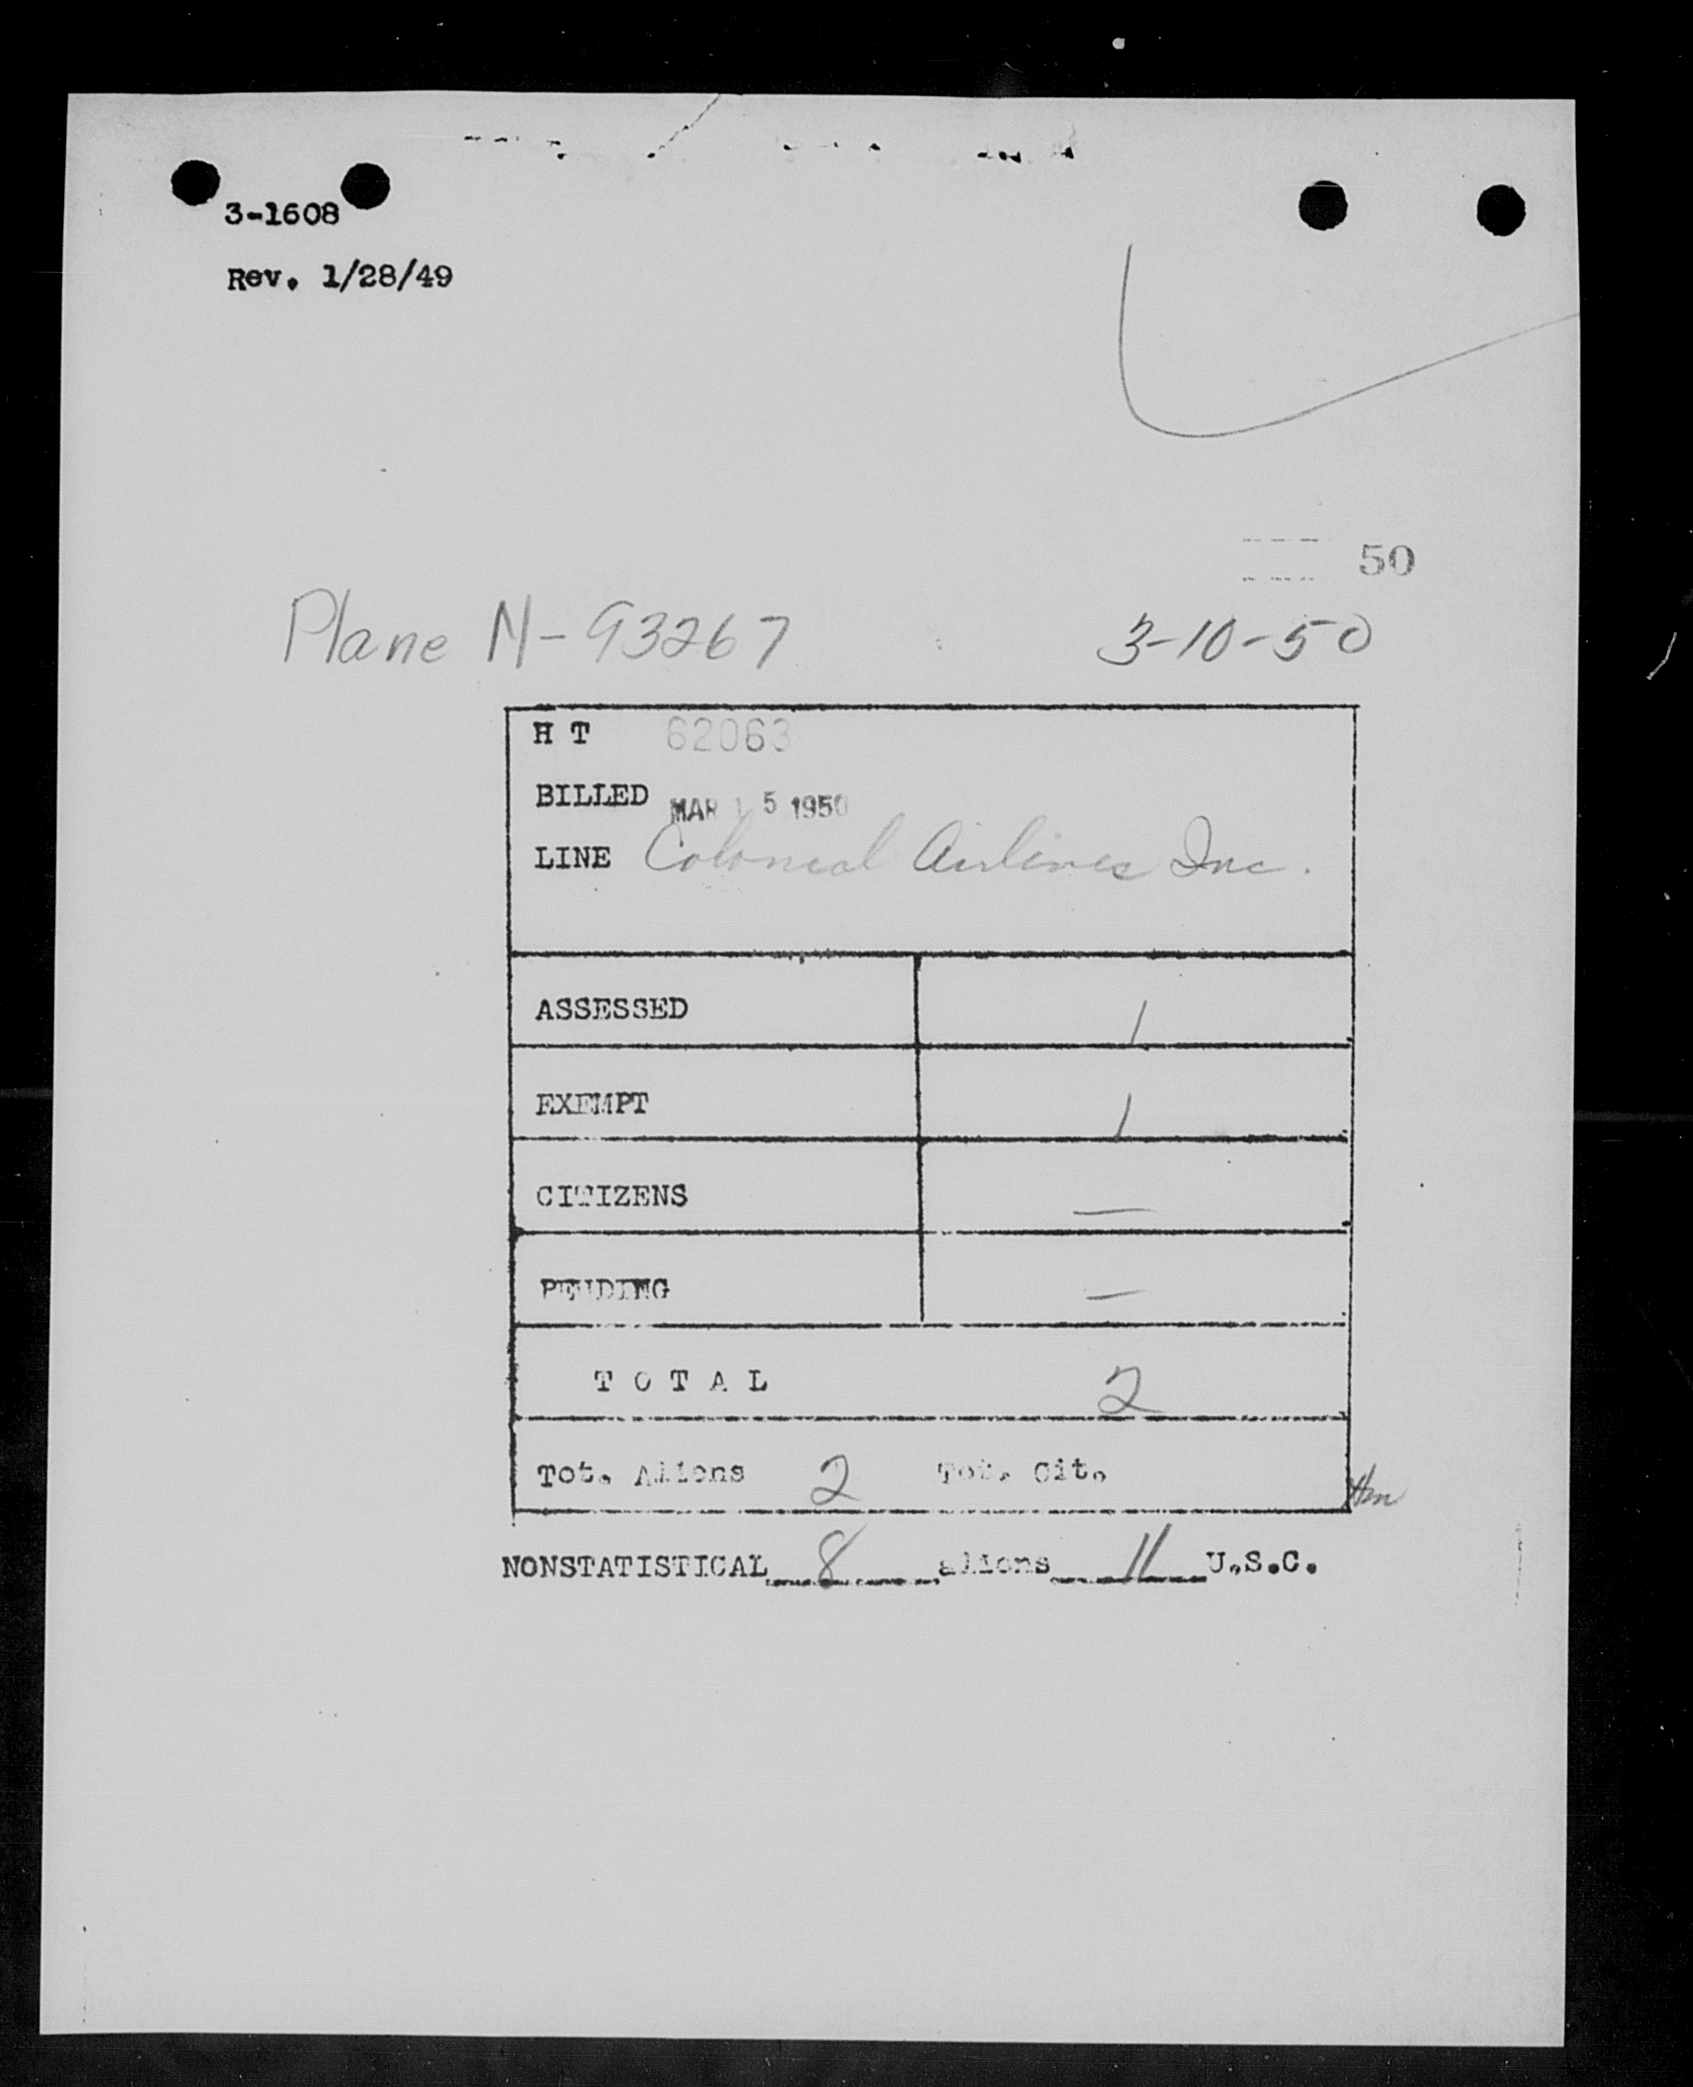 3-1608
Rev. 1/28/49
50
Plane N-93267 3-10-50
H T 62063
BILLED MAR 15 1950
LINE Colonial Airlines Inc.
ASSESSED 1
EXEMPT 1
CITIZENS —
PENDING —
T O T A L 2
Tot. Aliens 2 Tot. Cit.
NONSTATISTICAL 8 aliens 11 U.S.C.